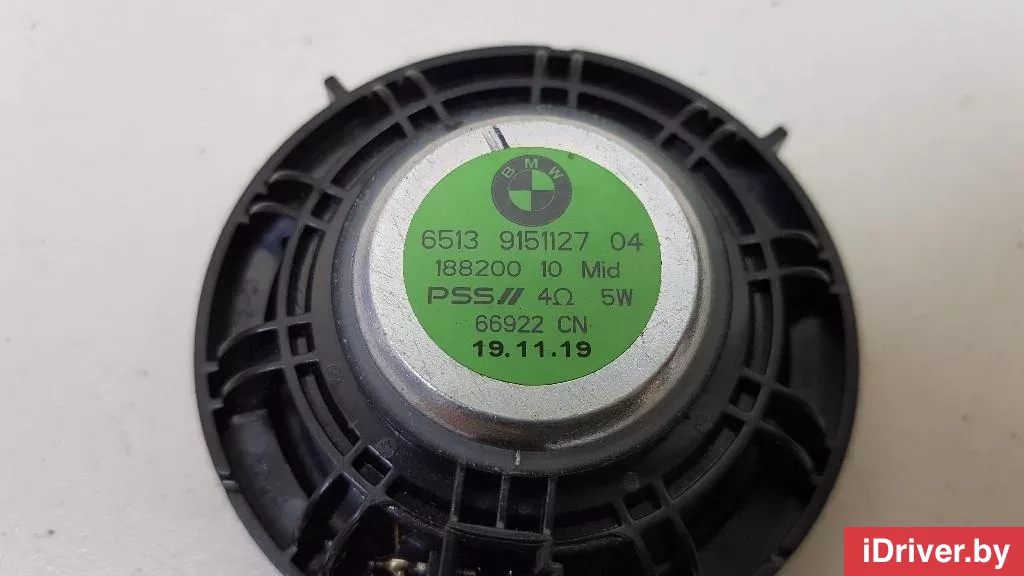 BMW
6513 9151127 04
188200 10 Mid
PSS// 4Ω 5W
66922 CN
19.11.19
iDriver.by